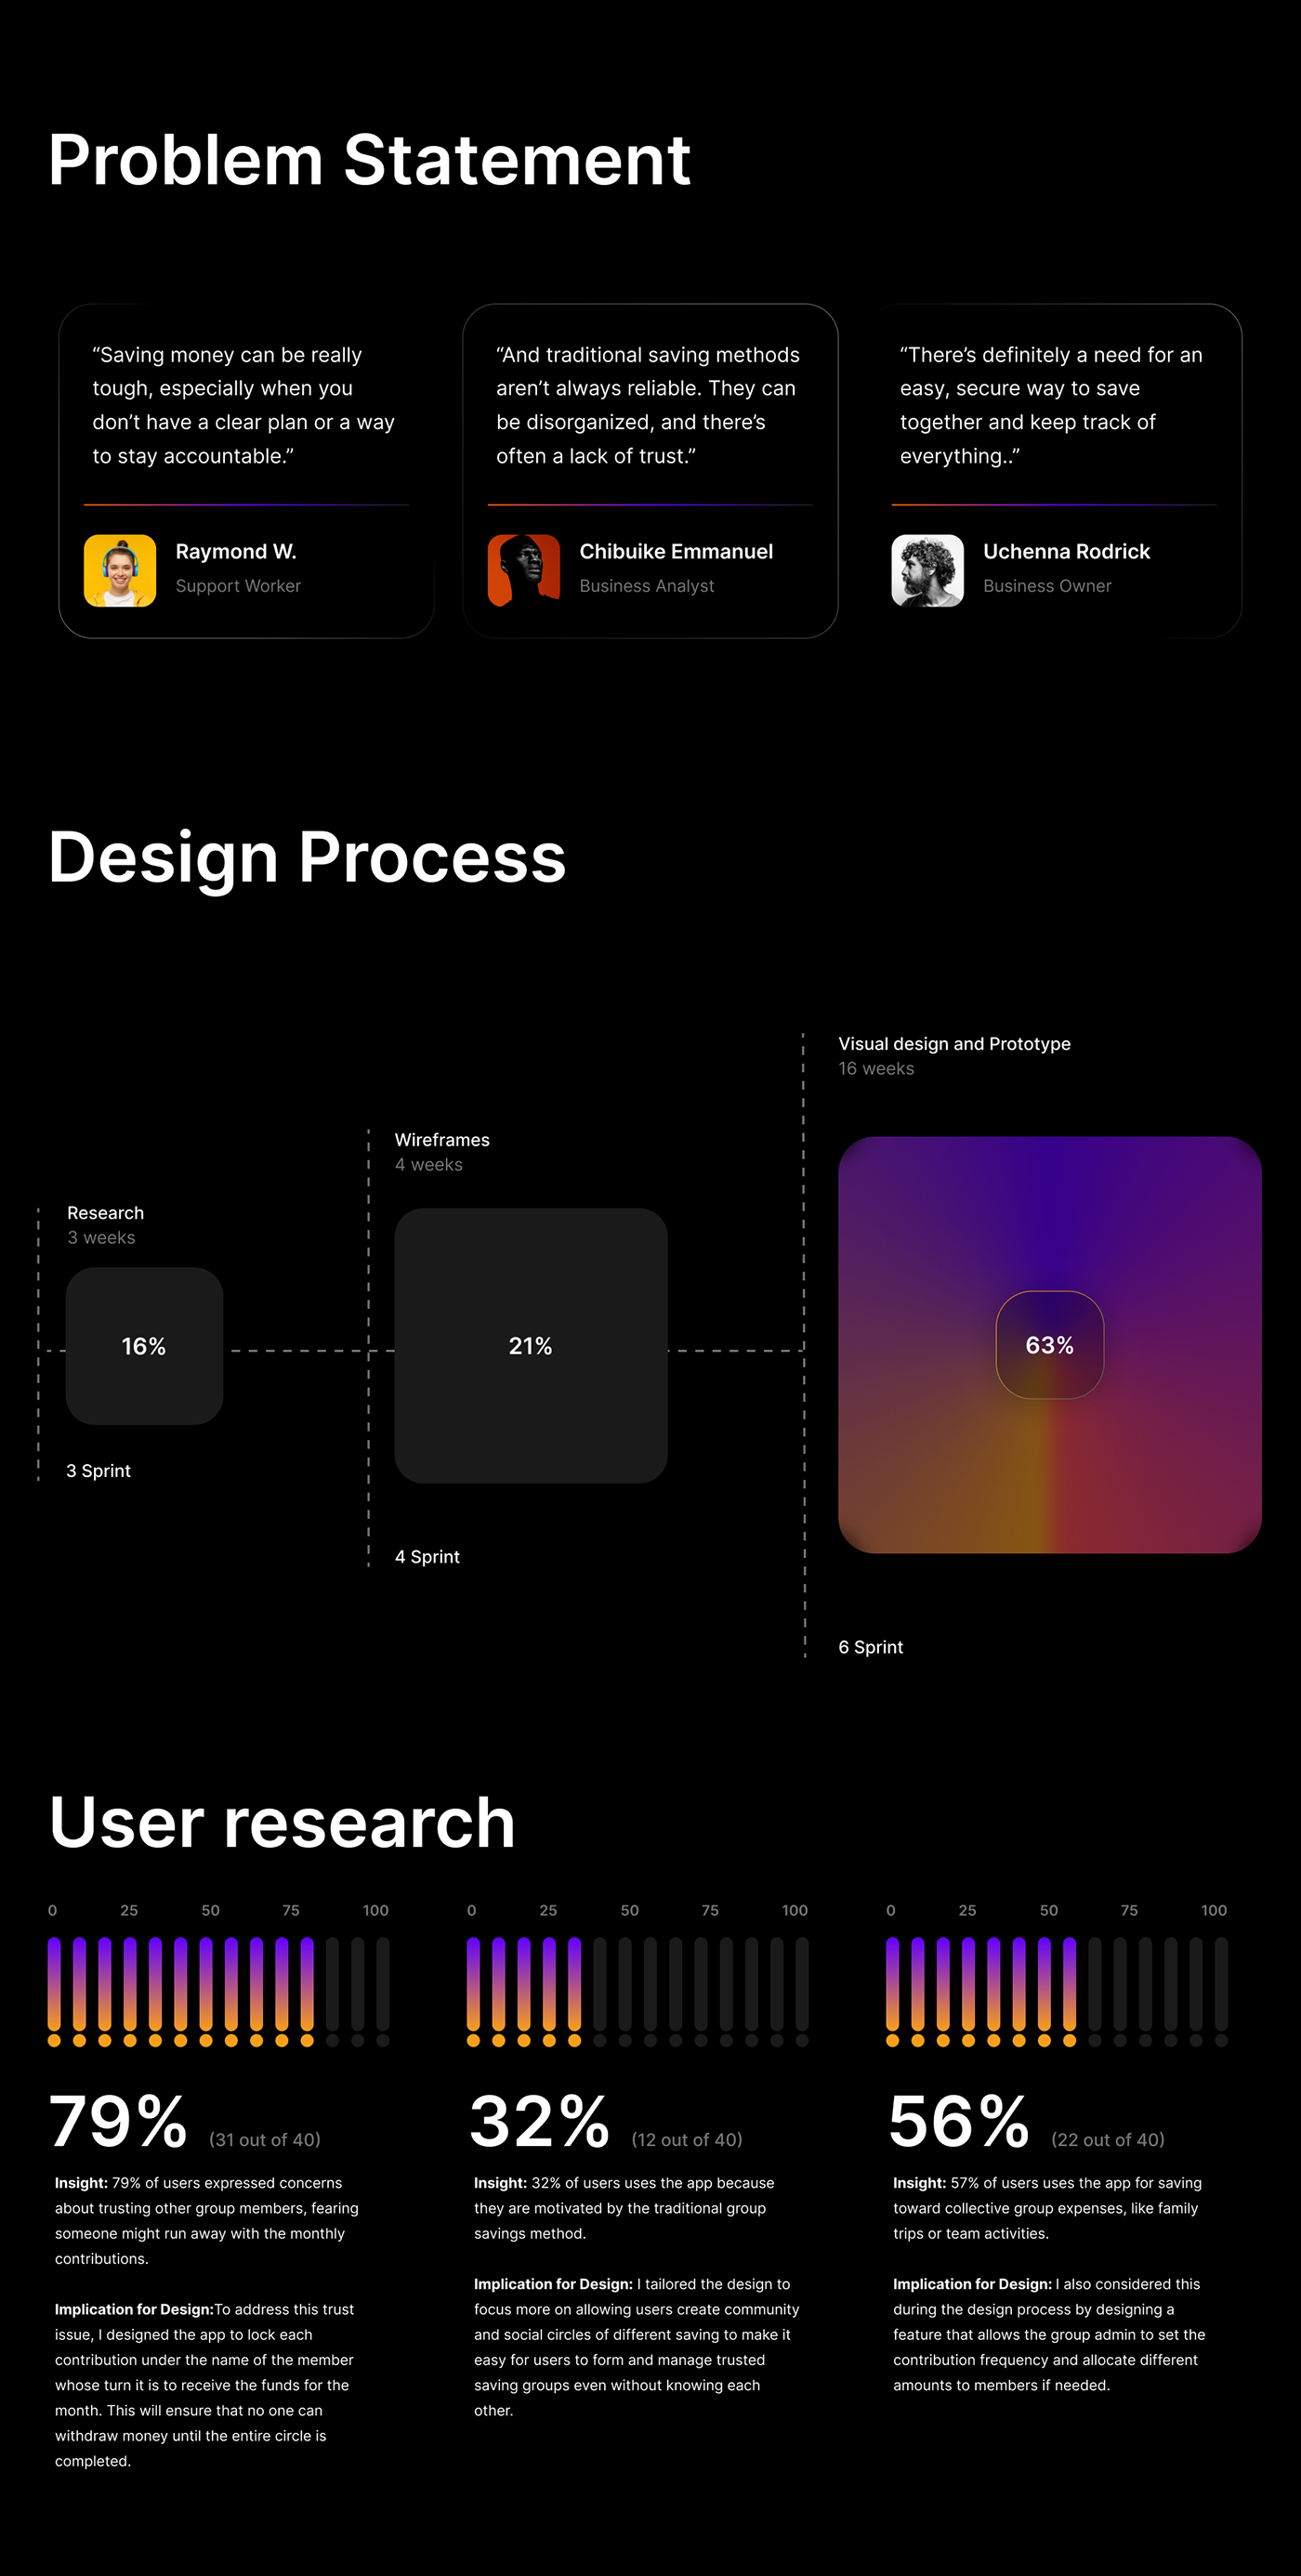 Problem Statement
“Saving money can be really
tough, especially when you
don’t have a clear plan or a way
to stay accountable.”
Raymond W.
Support Worker
“And traditional saving methods
aren’t always reliable. They can
be disorganized, and there’s
often a lack of trust.”
Chibuike Emmanuel
Business Analyst
“There’s definitely a need for an
easy, secure way to save
together and keep track of
everything..”
Uchenna Rodrick
Business Owner
Design Process
Research
3 weeks
16%
3 Sprint
Wireframes
4 weeks
21%
4 Sprint
Visual design and Prototype
16 weeks
63%
6 Sprint
User research
0 25 50 75 100
79% (31 out of 40)
Insight: 79% of users expressed concerns
about trusting other group members, fearing
someone might run away with the monthly
contributions.
Implication for Design:To address this trust
issue, I designed the app to lock each
contribution under the name of the member
whose turn it is to receive the funds for the
month. This will ensure that no one can
withdraw money until the entire circle is
completed.
0 25 50 75 100
32% (12 out of 40)
Insight: 32% of users uses the app because
they are motivated by the traditional group
savings method.
Implication for Design: I tailored the design to
focus more on allowing users create community
and social circles of different saving to make it
easy for users to form and manage trusted
saving groups even without knowing each
other.
0 25 50 75 100
56% (22 out of 40)
Insight: 57% of users uses the app for saving
toward collective group expenses, like family
trips or team activities.
Implication for Design: I also considered this
during the design process by designing a
feature that allows the group admin to set the
contribution frequency and allocate different
amounts to members if needed.